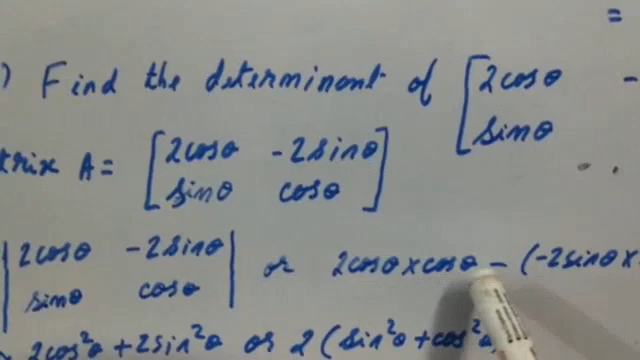 =
) Find the determinant of [2cosθ -
sinθ
trix A = [2cosθ -2sinθ]
[sinθ cosθ]
|2cosθ -2sinθ| or 2cosθ×cosθ - (-2sinθ×
|sinθ cosθ|
2cos²θ + 2sin²θ or 2(sin²θ + cos²θ